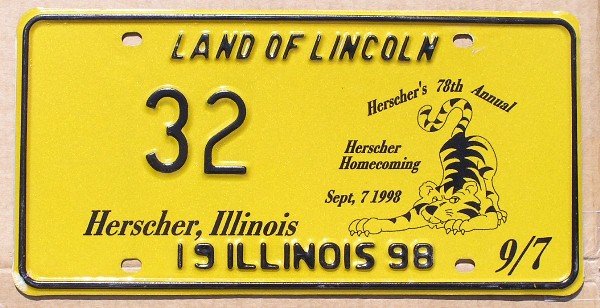 LAND OF LINCOLN
32
Herscher's 78th Annual
Herscher
Homecoming
Sept, 7 1998
Herscher, Illinois
19 ILLINOIS 98
9/7